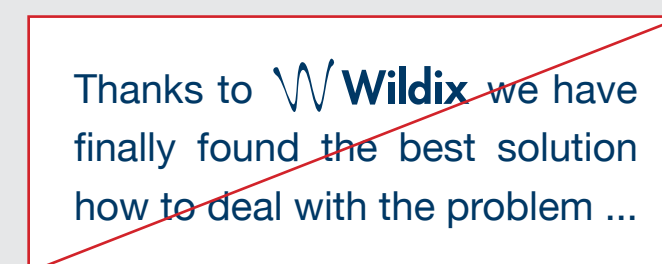 Thanks to Wildix we have
finally found the best solution
how to deal with the problem ...